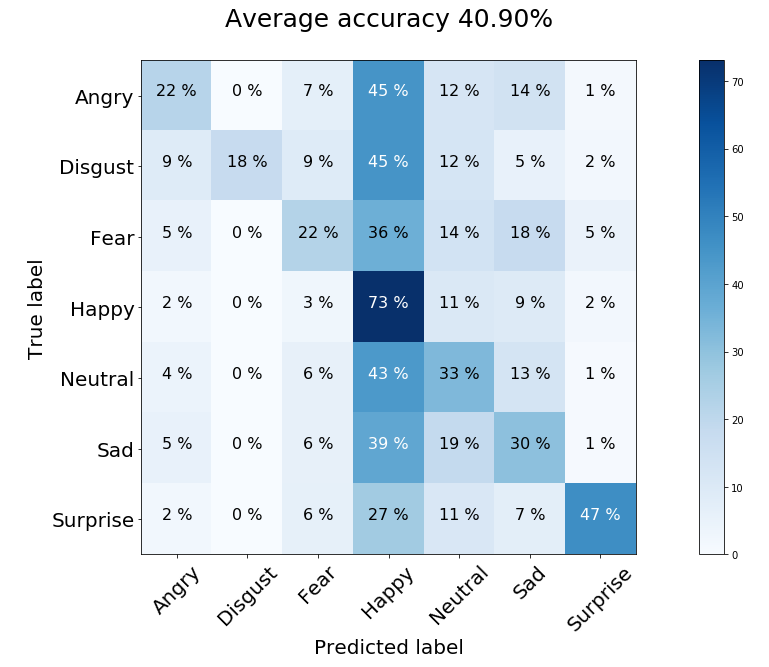 Average accuracy 40.90%
Angry 22 % 0 % 7 % 45 % 12 % 14 % 1 %
Disgust 9 % 18 % 9 % 45 % 12 % 5 % 2 %
Fear 5 % 0 % 22 % 36 % 14 % 18 % 5 %
Happy 2 % 0 % 3 % 73 % 11 % 9 % 2 %
Neutral 4 % 0 % 6 % 43 % 33 % 13 % 1 %
Sad 5 % 0 % 6 % 39 % 19 % 30 % 1 %
Surprise 2 % 0 % 6 % 27 % 11 % 7 % 47 %
True label
Angry Disgust Fear Happy Neutral Sad Surprise
Predicted label
70
60
50
40
30
20
10
0